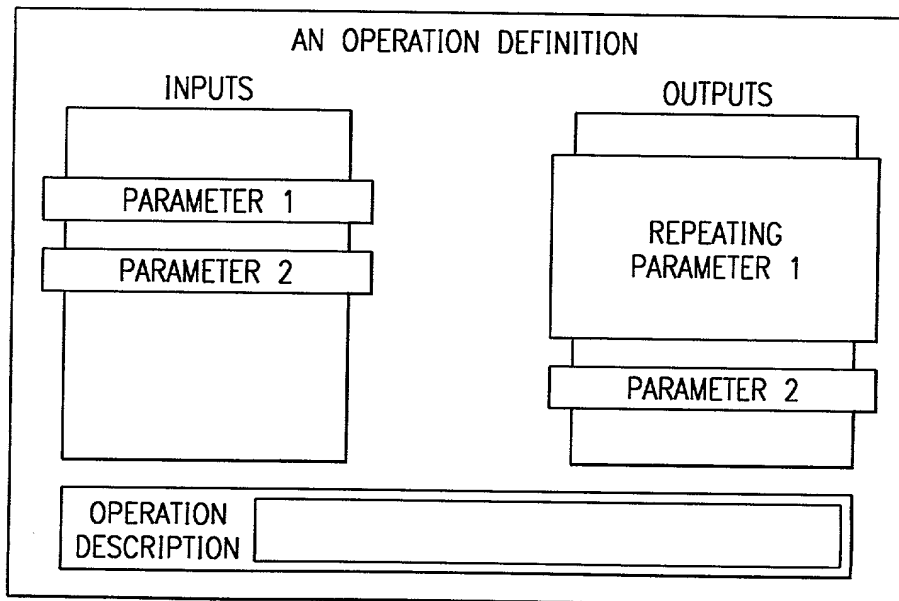 AN OPERATION DEFINITION
INPUTS
PARAMETER 1
PARAMETER 2
OUTPUTS
REPEATING
PARAMETER 1
PARAMETER 2
OPERATION
DESCRIPTION